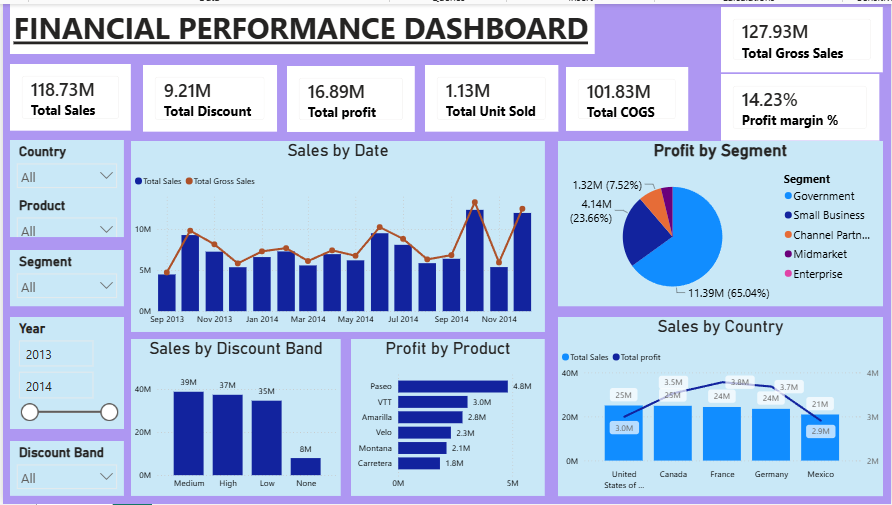 FINANCIAL PERFORMANCE DASHBOARD
127.93M
Total Gross Sales
118.73M
Total Sales
9.21M
Total Discount
16.89M
Total profit
1.13M
Total Unit Sold
101.83M
Total COGS
14.23%
Profit margin %
Country
All
Product
All
Segment
All
Year
2013
2014
Discount Band
All
Sales by Date
Total Sales Total Gross Sales
10M
5M
0M
Sep 2013 Nov 2013 Jan 2014 Mar 2014 May 2014 Jul 2014 Sep 2014 Nov 2014
Profit by Segment
1.32M (7.52%)
4.14M
(23.66%)
11.39M (65.04%)
Segment
Government
Small Business
Channel Partn...
Midmarket
Enterprise
Sales by Discount Band
40M
20M
0M
39M
37M
35M
8M
Medium High Low None
Profit by Product
Paseo 4.8M
VTT 3.0M
Amarilla 2.8M
Velo 2.3M
Montana 2.1M
Carretera 1.8M
0M 5M
Sales by Country
Total Sales Total profit
40M
20M
0M
4M
3M
2M
25M
3.0M
3.5M
25M
3.8M
24M
3.7M
24M
21M
2.9M
United
States of ...
Canada France Germany Mexico